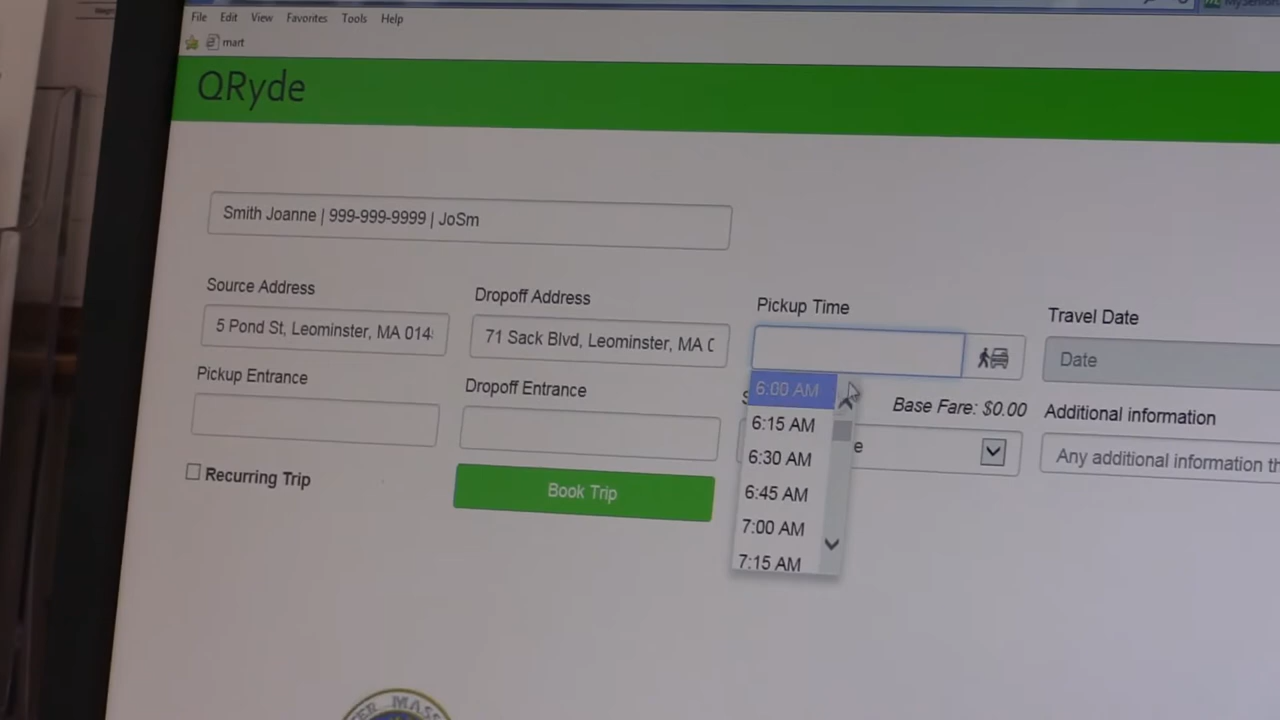 File Edit View Favorites Tools Help
mart
QRyde
Smith Joanne | 999-999-9999 | JoSm
Source Address
Dropoff Address
Pickup Time
Travel Date
5 Pond St, Leominster, MA 014
71 Sack Blvd, Leominster, MA
Date
Pickup Entrance
Dropoff Entrance
Base Fare: $0.00
Additional information
6:00 AM
6:15 AM
6:30 AM
6:45 AM
7:00 AM
7:15 AM
Any additional information
Recurring Trip
Book Trip
MASS